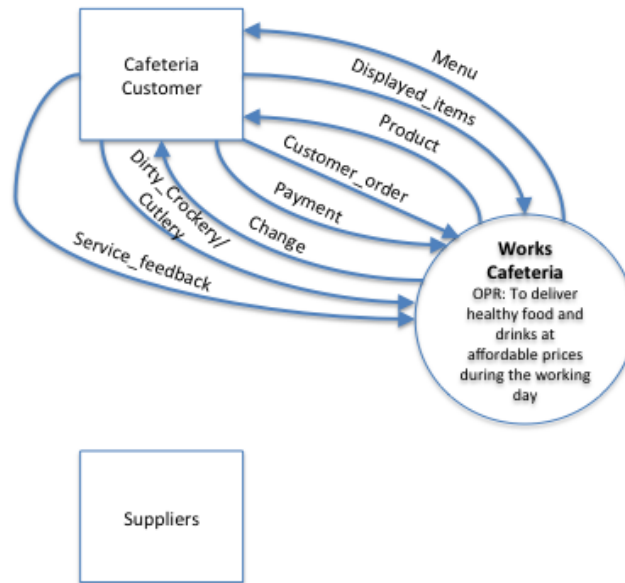 Cafeteria
Customer
Menu
Displayed_items
Product
Customer_order
Payment
Change
Dirty_Crockery/
Cutlery
Service_feedback
Works
Cafeteria
OPR: To deliver
healthy food and
drinks at
affordable prices
during the working
day
Suppliers